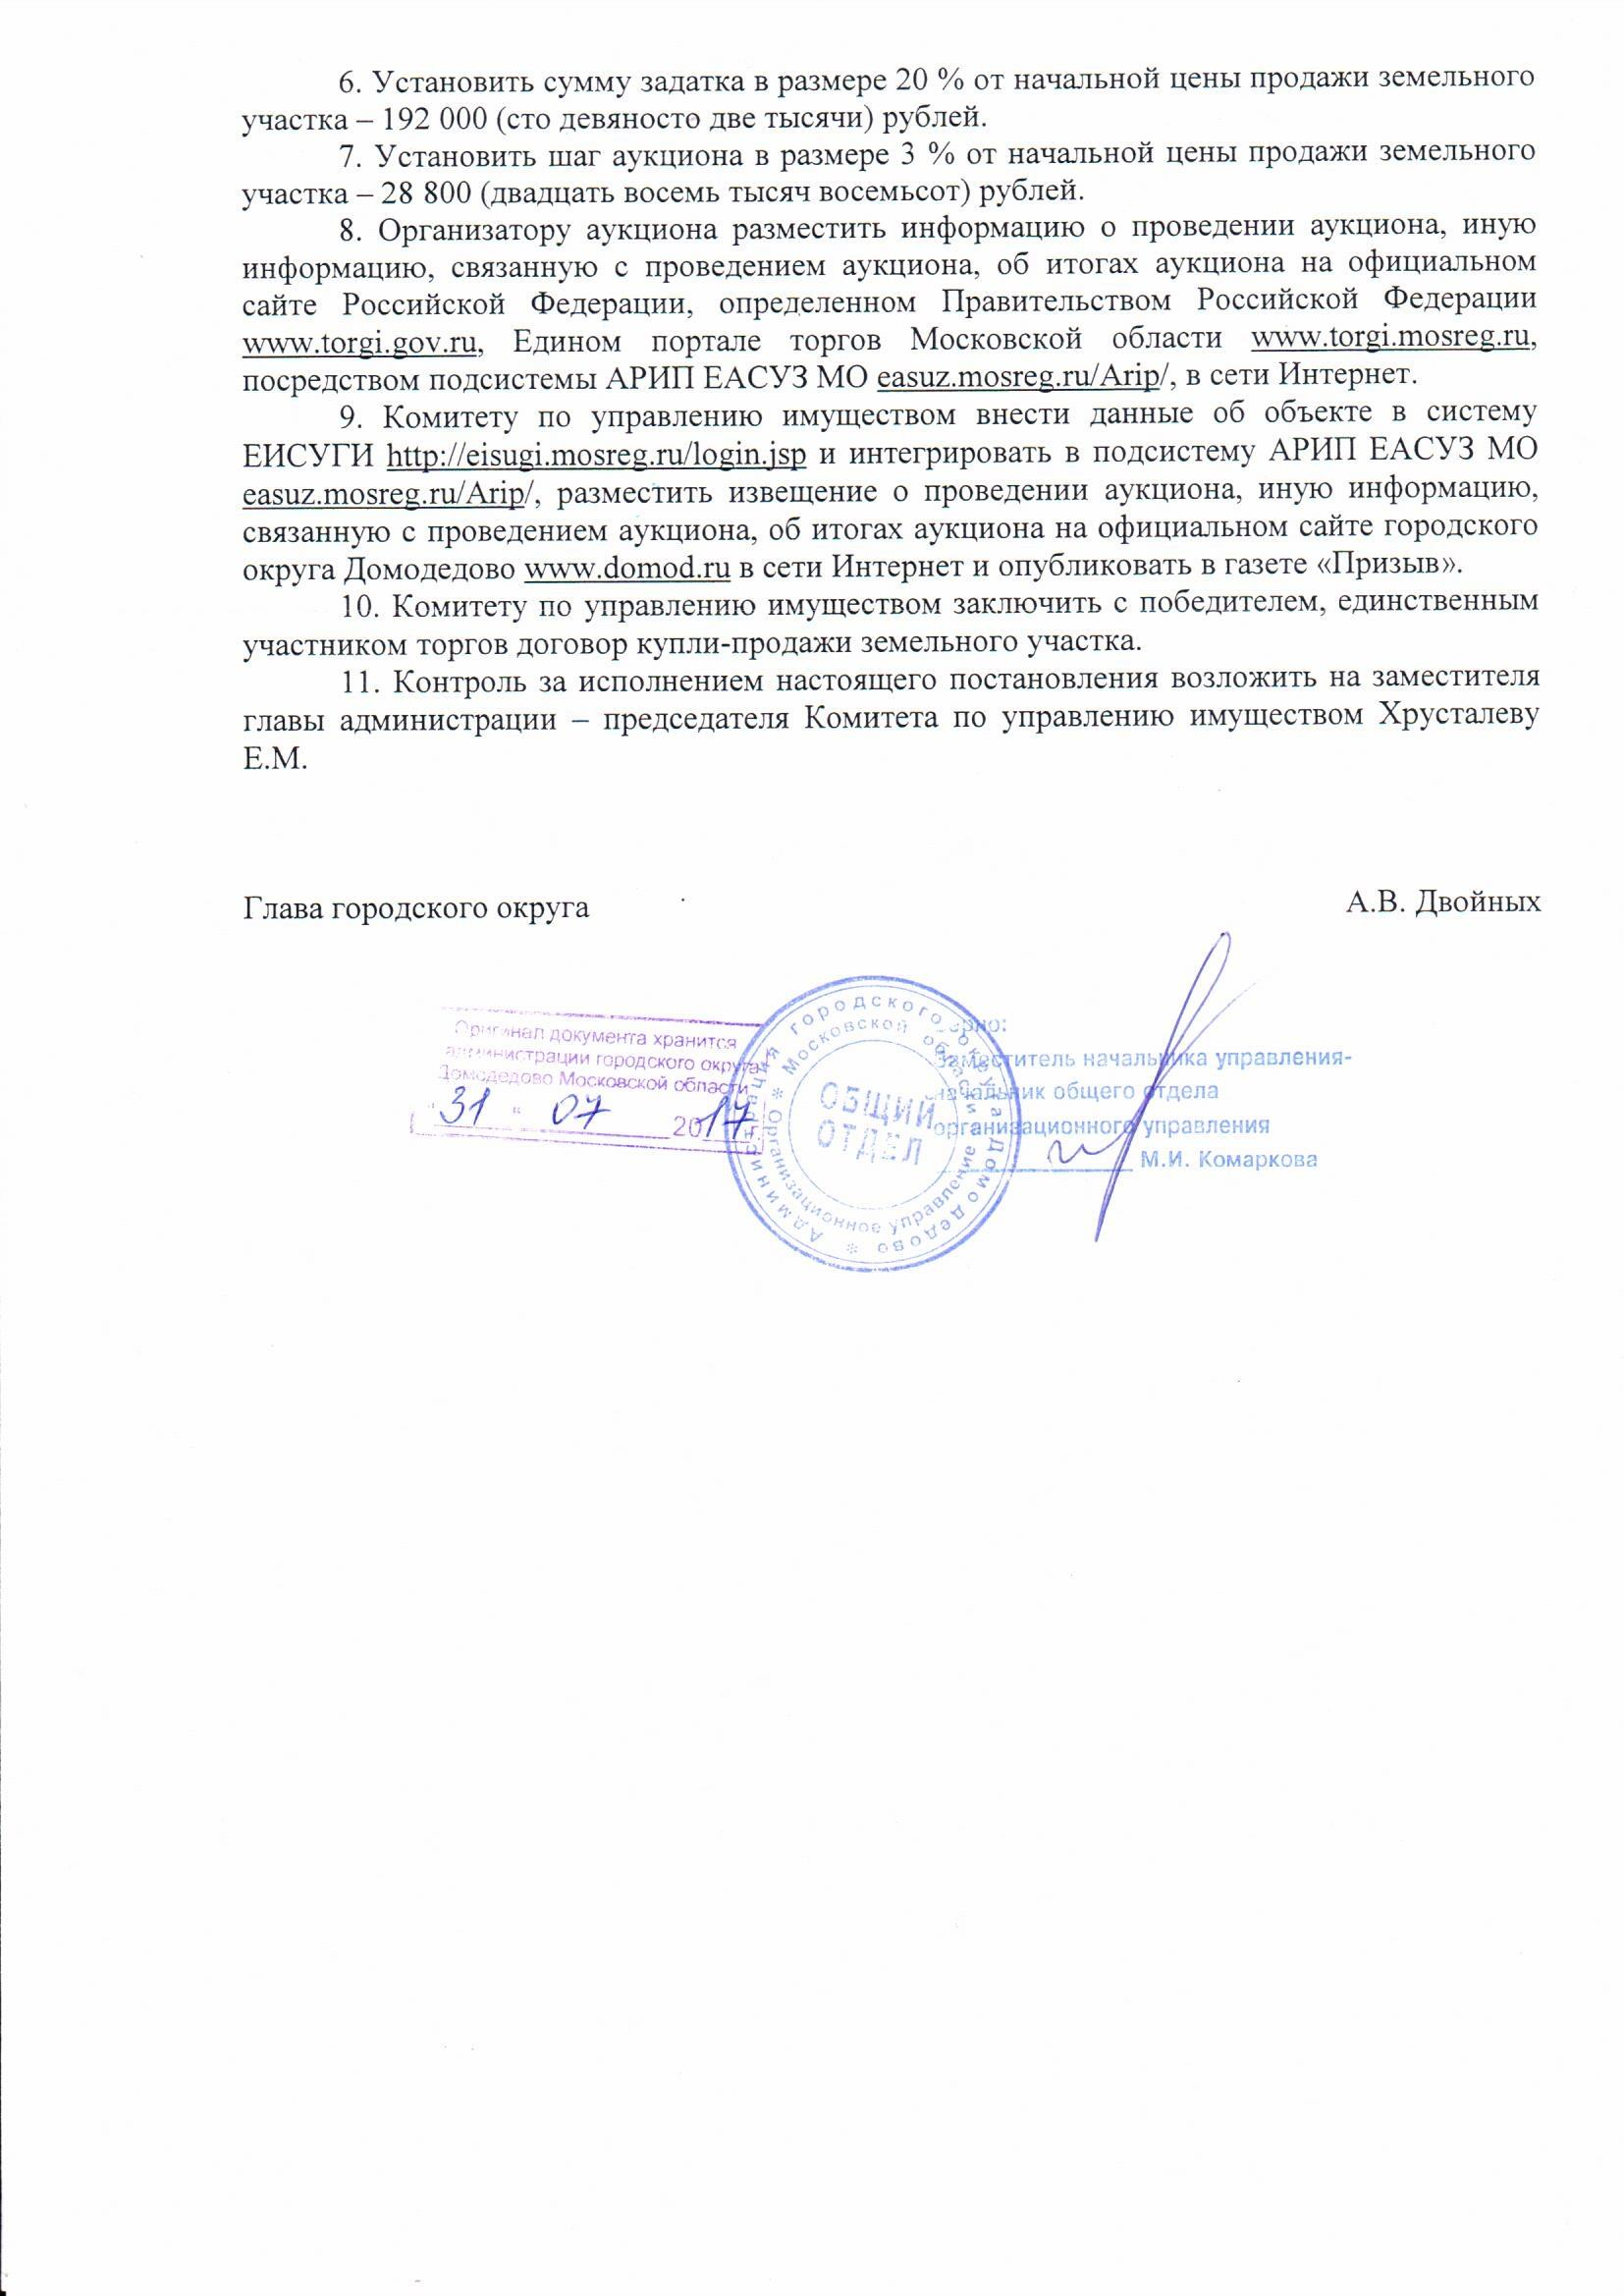 6. Установить сумму задатка в размере 20 % от начальной цены продажи земельного
участка – 192 000 (сто девяносто две тысячи) рублей.
7. Установить шаг аукциона в размере 3 % от начальной цены продажи земельного
участка – 28 800 (двадцать восемь тысяч восемьсот) рублей.
8. Организатору аукциона разместить информацию о проведении аукциона, иную
информацию, связанную с проведением аукциона, об итогах аукциона на официальном
сайте Российской Федерации, определенном Правительством Российской Федерации
www.torgi.gov.ru, Едином портале торгов Московской области www.torgi.mosreg.ru,
посредством подсистемы АРИП ЕАСУЗ МО easuz.mosreg.ru/Arip/, в сети Интернет.
9. Комитету по управлению имуществом внести данные об объекте в систему
ЕИСУГИ http://eisugi.mosreg.ru/login.jsp и интегрировать в подсистему АРИП ЕАСУЗ МО
easuz.mosreg.ru/Arip/, разместить извещение о проведении аукциона, иную информацию,
связанную с проведением аукциона, об итогах аукциона на официальном сайте городского
округа Домодедово www.domod.ru в сети Интернет и опубликовать в газете «Призыв».
10. Комитету по управлению имуществом заключить с победителем, единственным
участником торгов договор купли-продажи земельного участка.
11. Контроль за исполнением настоящего постановления возложить на заместителя
главы администрации – председателя Комитета по управлению имуществом Хрусталеву
Е.М.
Глава городского округа А.В. Двойных
Оригинал документа хранится
администрации городского округа
Домодедово Московской области
"31" 07 2017 г.
Администрация городского округа Домодедово *
Московской области * Организационное управление
ОБЩИЙ
ОТДЕЛ
Верно:
Заместитель начальника управления-
начальник общего отдела
организационного управления
М.И. Комаркова